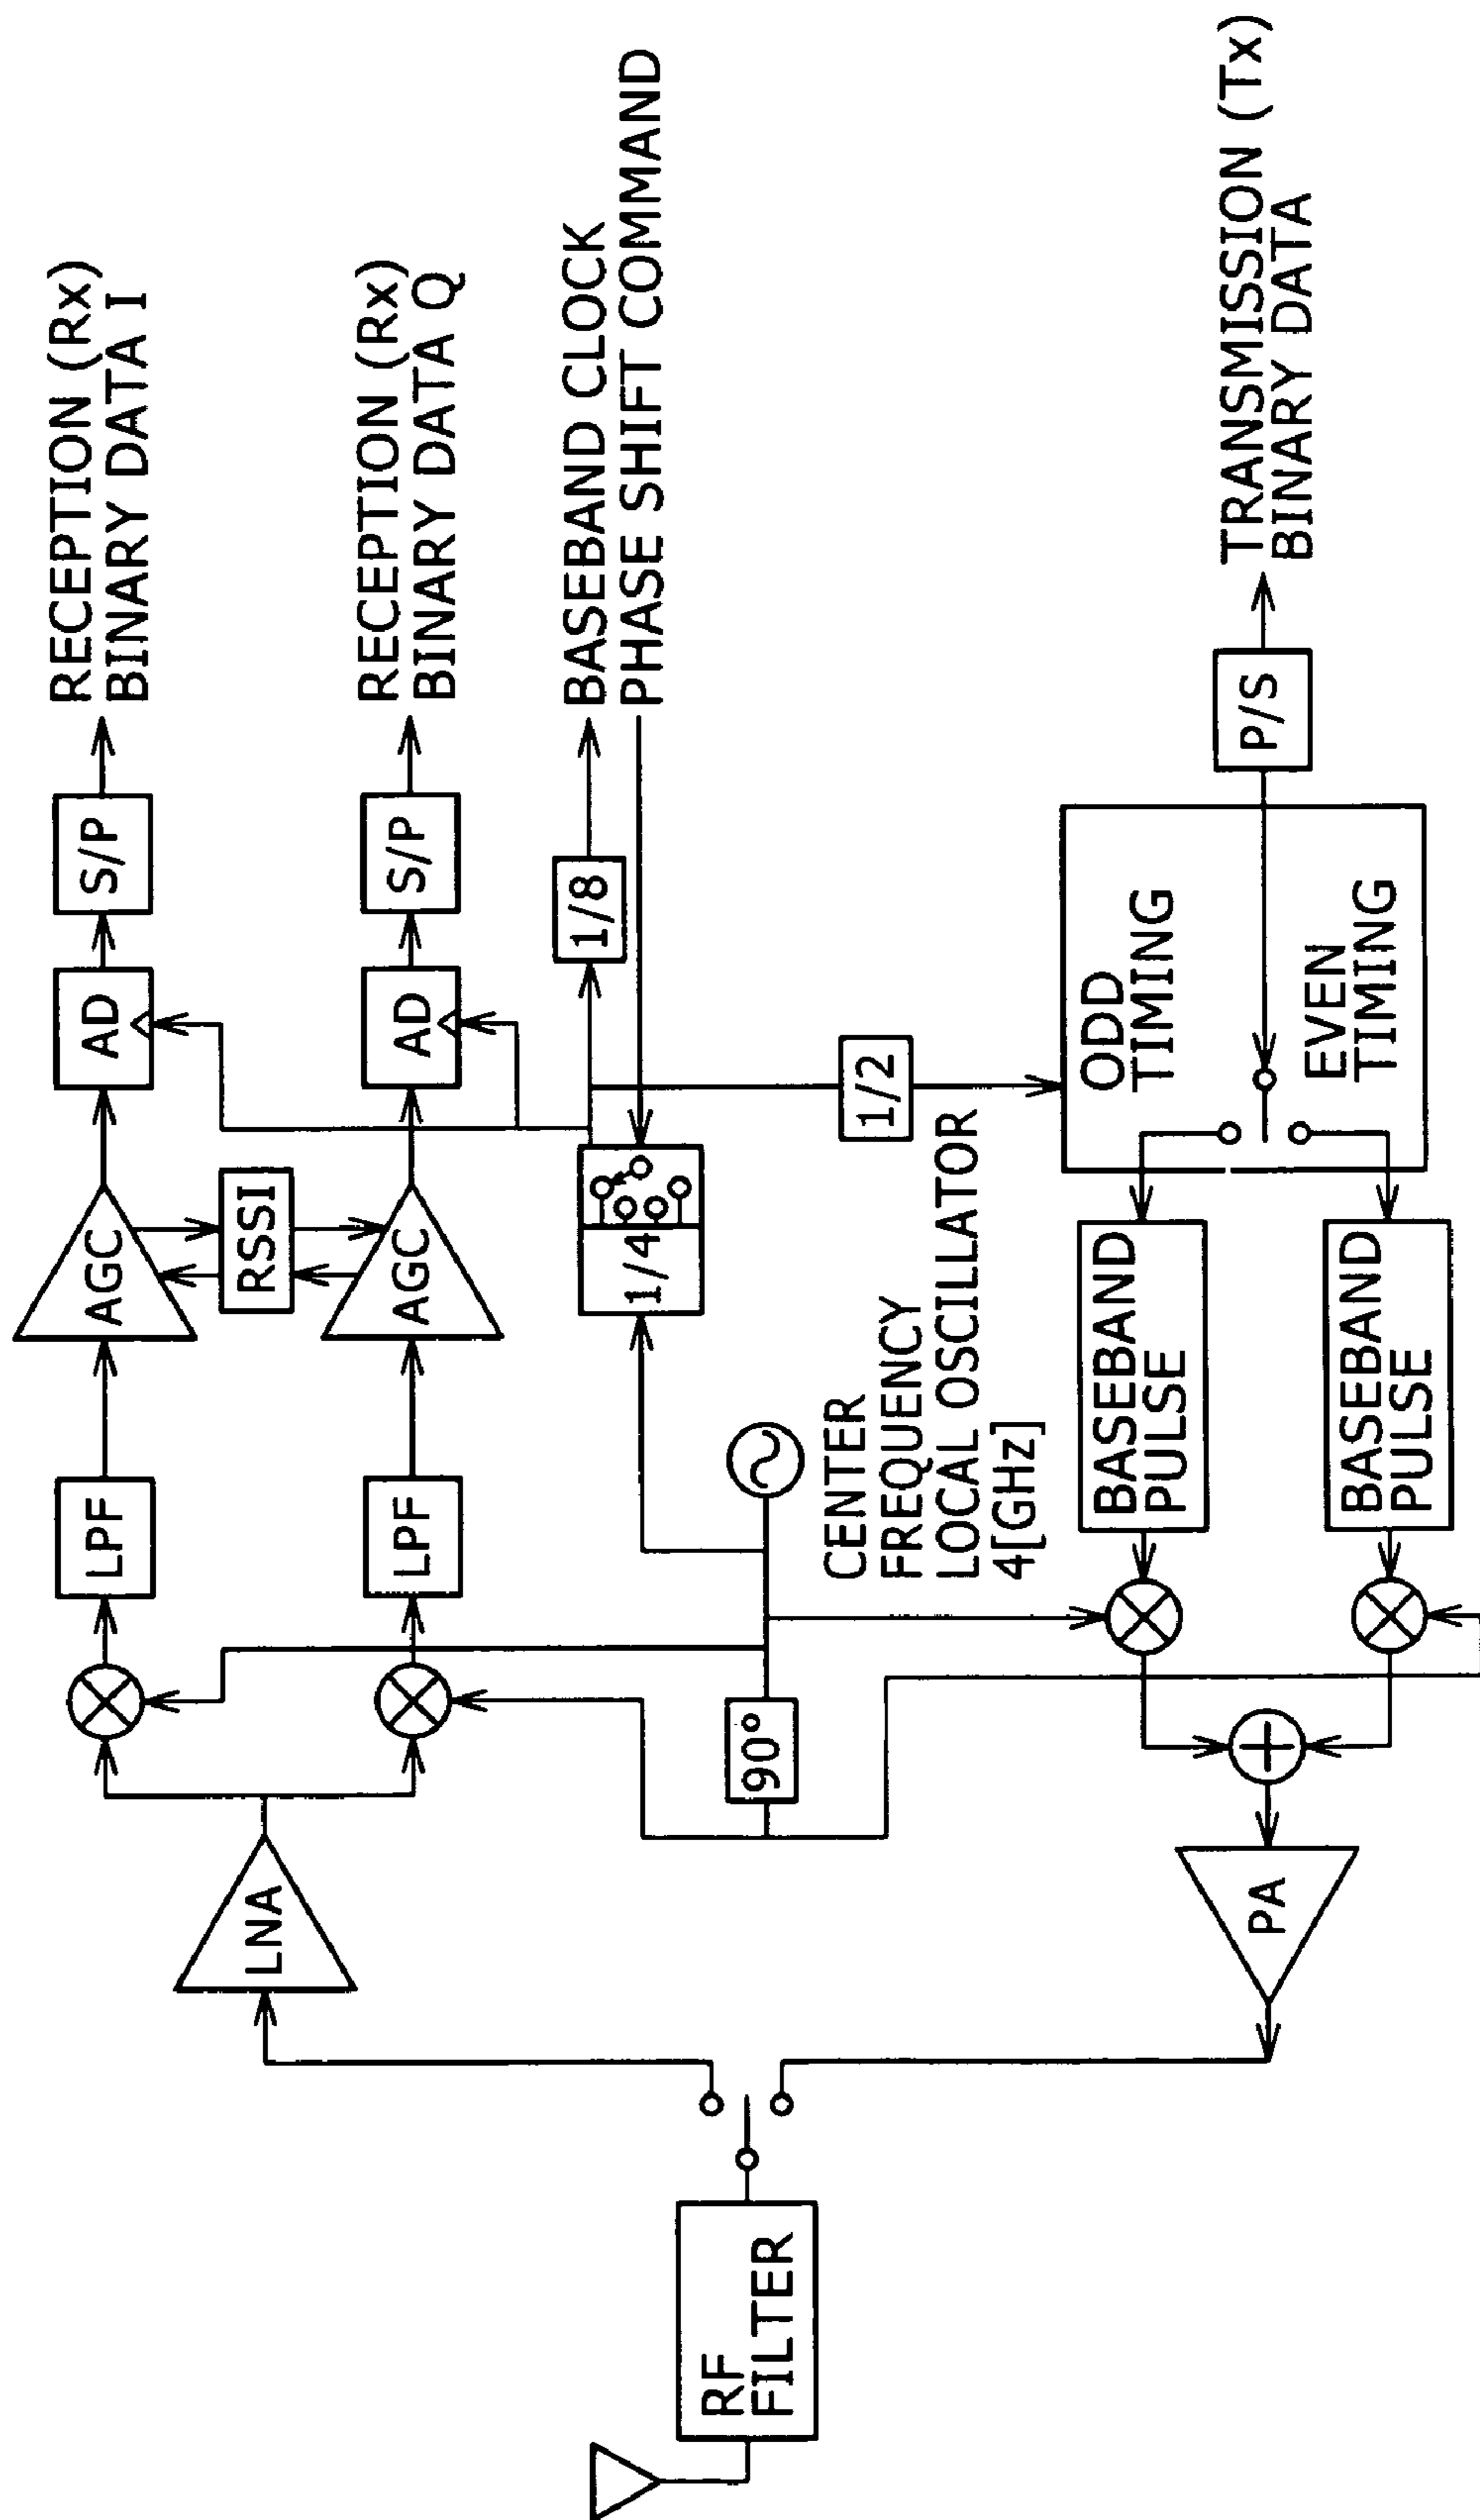 RECEPTION (Rx)
BINARY DATA I
S/P
AD
AGC
LPF
RSSI
RECEPTION (Rx)
BINARY DATA Q
S/P
AD
AGC
LPF
LNA
BASEBAND CLOCK
PHASE SHIFT COMMAND
1/8
1/4
1/2
90°
CENTER
FREQUENCY
LOCAL OSCILLATOR
4[GHz]
RF
FILTER
TRANSMISSION (Tx)
BINARY DATA
P/S
ODD
TIMING
EVEN
TIMING
BASEBAND
PULSE
BASEBAND
PULSE
PA